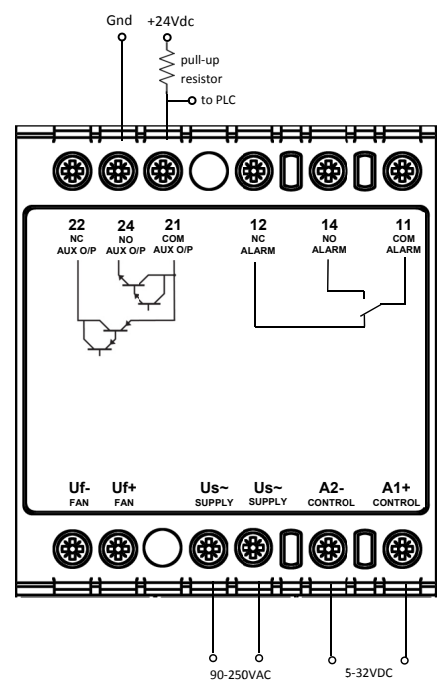 Gnd +24Vdc
pull-up
resistor
to PLC
22 24 21 12 14 11
NC NO COM NC NO COM
AUX O/P AUX O/P AUX O/P ALARM ALARM ALARM
Uf- Uf+ Us~ Us~ A2- A1+
FAN FAN SUPPLY SUPPLY CONTROL CONTROL
90-250VAC 5-32VDC